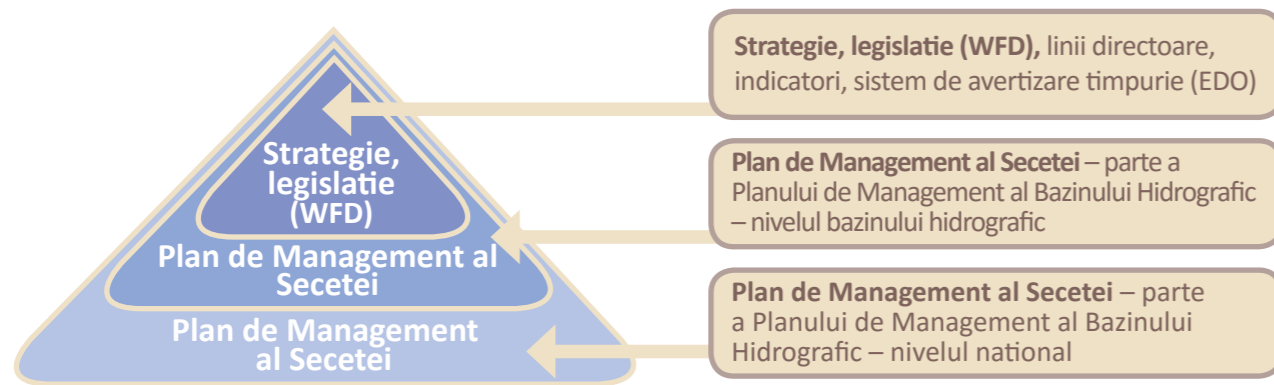 Strategie,
legislatie
(WFD)
Plan de Management al
Secetei
Plan de Management
al Secetei
Strategie, legislatie (WFD), linii directoare,
indicatori, sistem de avertizare timpurie (EDO)
Plan de Management al Secetei – parte a
Planului de Management al Bazinului Hidrografic
– nivelul bazinului hidrografic
Plan de Management al Secetei – parte
a Planului de Management al Bazinului
Hidrografic – nivelul national